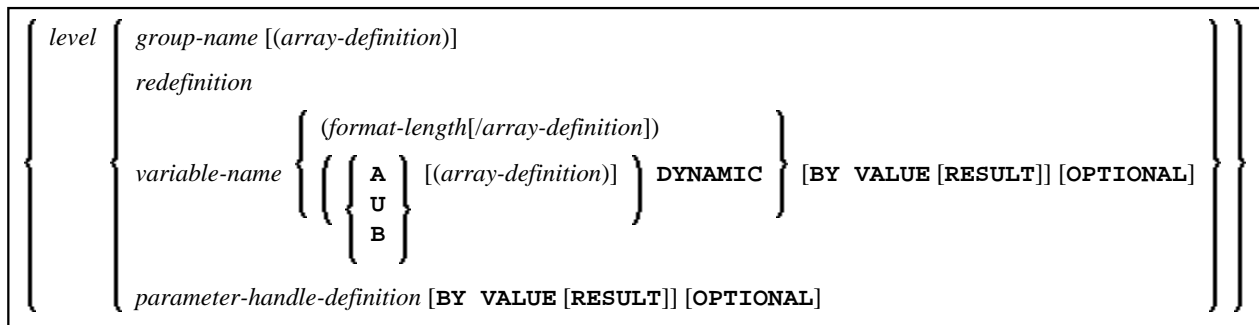 level group-name [(array-definition)]
redefinition
variable-name (format-length[/array-definition])
( A [(array-definition)] ) DYNAMIC [BY VALUE [RESULT]] [OPTIONAL]
U
B
parameter-handle-definition [BY VALUE [RESULT]] [OPTIONAL]